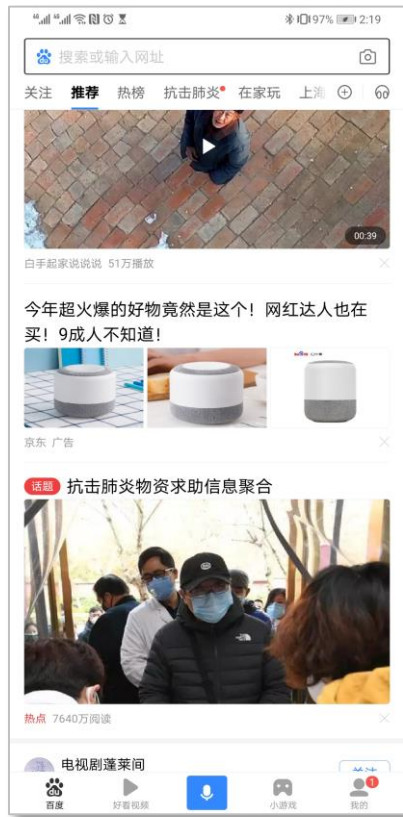 97% 2:19
搜索或输入网址
关注 推荐 热榜 抗击肺炎 在家玩 上海
00:39
白手起家说说说 51万播放
今年超火爆的好物竟然是这个！网红达人也在
买！9成人不知道！
京东 广告
话题 抗击肺炎物资求助信息聚合
热点 7640万阅读
电视剧蓬莱间
百度 好看视频 小游戏 我的
1